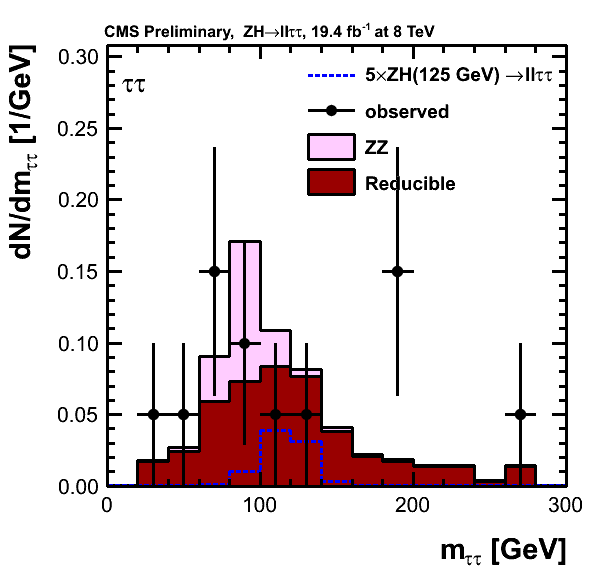 CMS Preliminary, ZH→llττ, 19.4 fb⁻¹ at 8 TeV
dN/dm_ττ [1/GeV]
0.30
0.25
0.20
0.15
0.10
0.05
0.00
ττ
5×ZH(125 GeV) →llττ
observed
ZZ
Reducible
0 100 200 300
m_ττ [GeV]